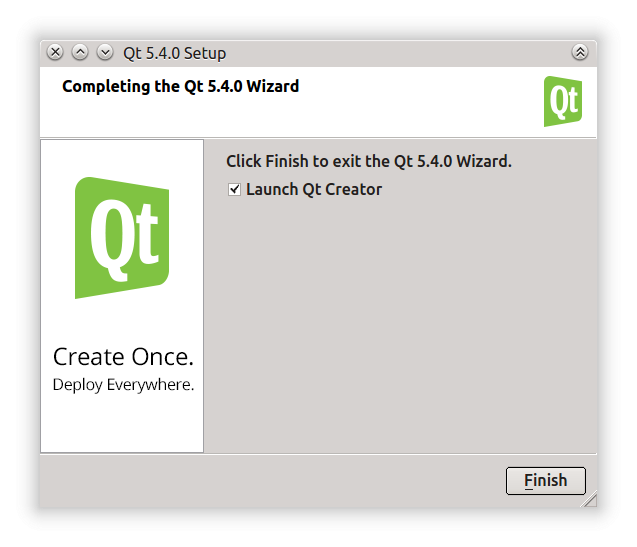 Qt 5.4.0 Setup
Completing the Qt 5.4.0 Wizard
Qt
Click Finish to exit the Qt 5.4.0 Wizard.
Launch Qt Creator
Qt
Create Once.
Deploy Everywhere.
Finish